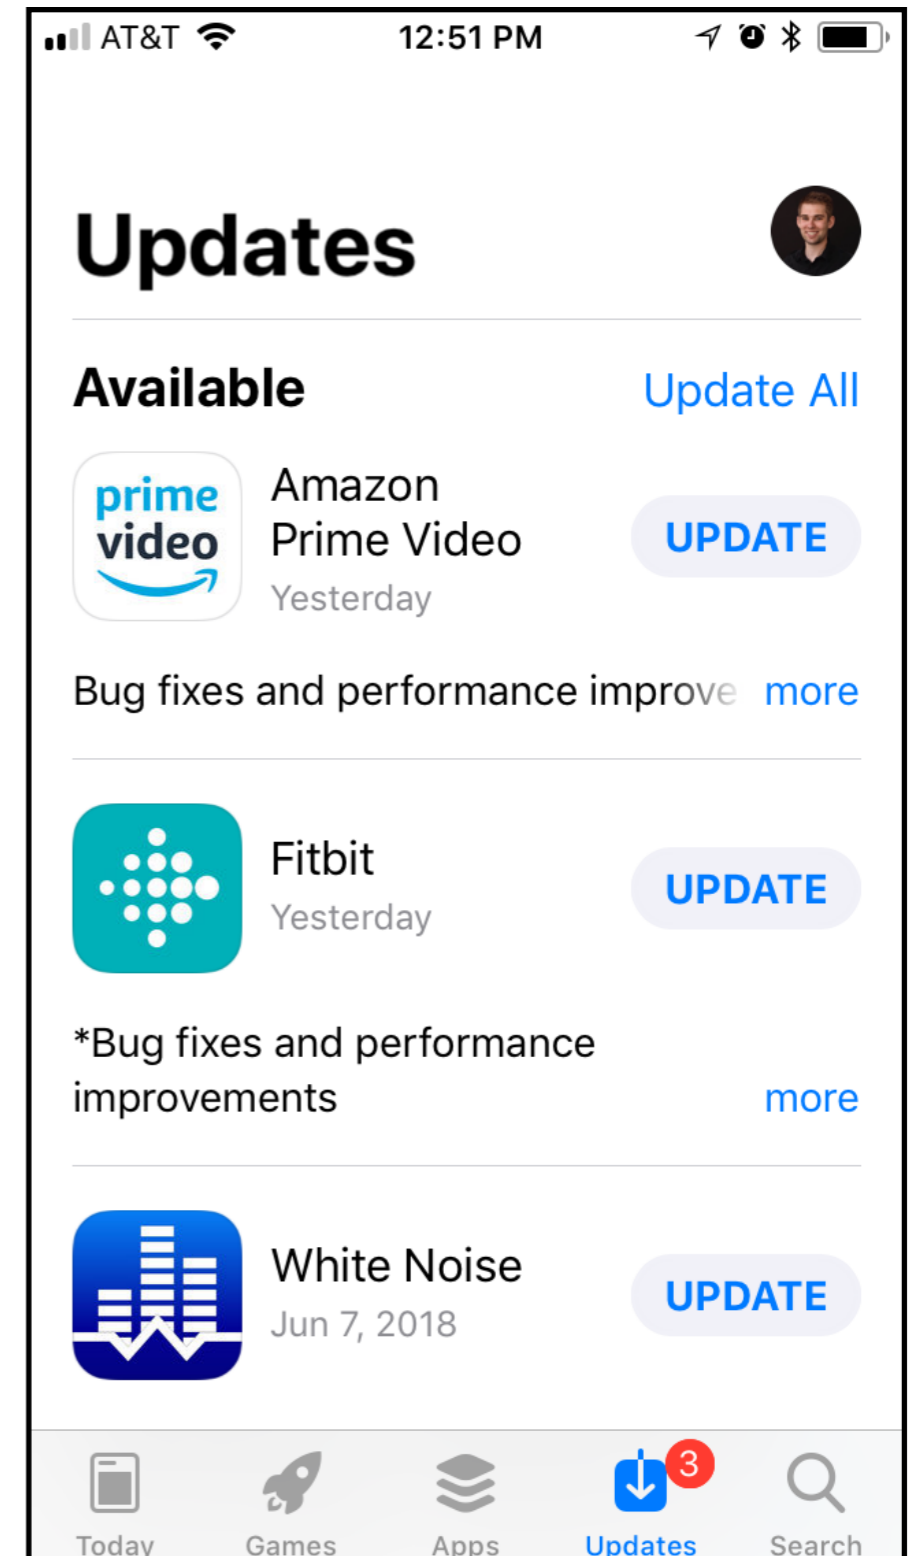 AT&T 12:51 PM
Updates
Available Update All
prime
video
Amazon
Prime Video
Yesterday
UPDATE
Bug fixes and performance improve more
Fitbit
Yesterday
UPDATE
*Bug fixes and performance
improvements more
White Noise
Jun 7, 2018
UPDATE
3
Today Games Apps Updates Search